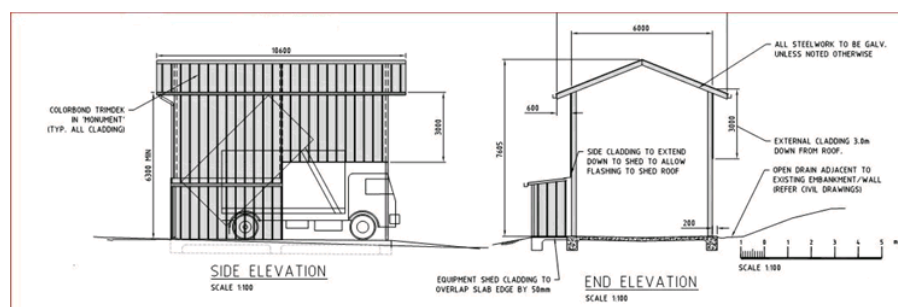 10600
COLORBOND TRIMDEK
IN 'MONUMENT'
(TYP. ALL CLADDING)
6300 MIN
3000
SIDE ELEVATION
SCALE 1:100
6000
ALL STEELWORK TO BE GALV.
UNLESS NOTED OTHERWISE
600
7605
3000
SIDE CLADDING TO EXTEND
DOWN TO SHED TO ALLOW
FLASHING TO SHED ROOF
EXTERNAL CLADDING 3.0m
DOWN FROM ROOF.
OPEN DRAIN ADJACENT TO
EXISTING EMBANKMENT/WALL
(REFER CIVIL DRAWINGS)
200
EQUIPMENT SHED CLADDING TO
OVERLAP SLAB EDGE BY 50mm
END ELEVATION
SCALE 1:100
1 0 1 2 3 4 5 m
SCALE 1:100